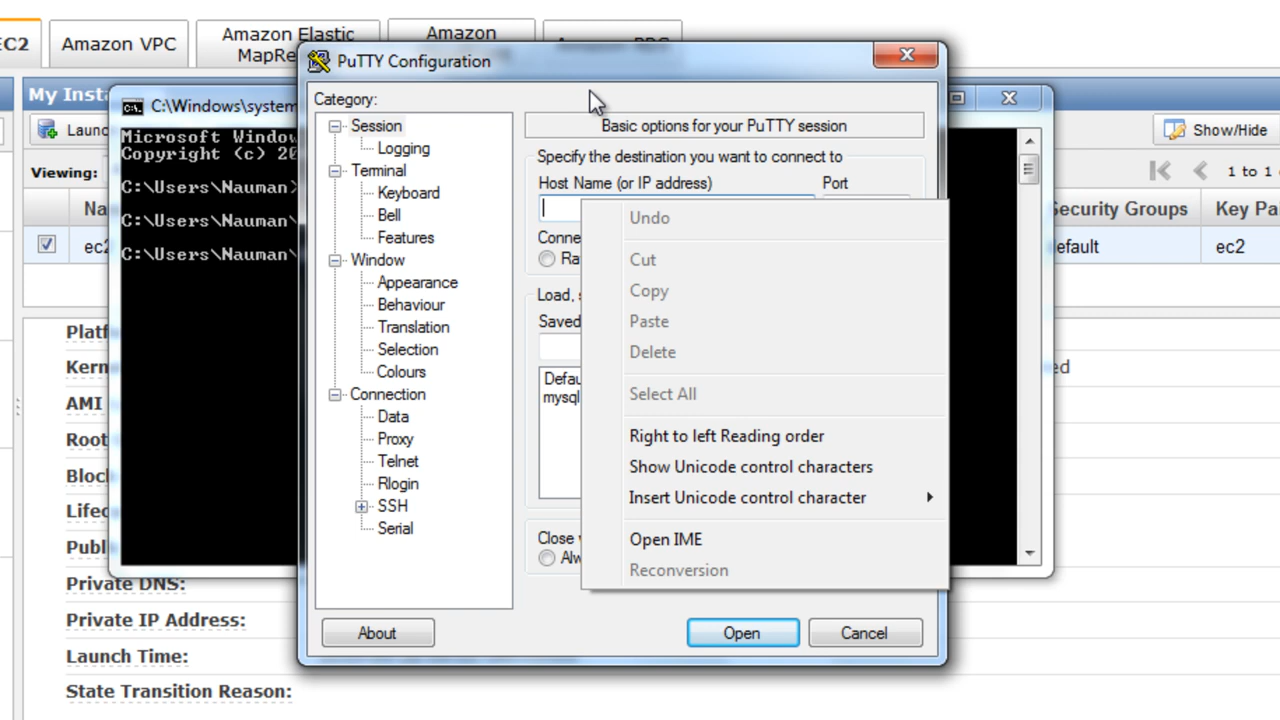 EC2
Amazon VPC
Amazon Elastic
MapRe
Amazon
My Inst
Launc
Show/Hide
Viewing:
1 to 1
Na
Security Groups
Key Pai
ec2
default
ec2
Platf
Kern
ed
AMI
Root
Bloc
Lifec
Publ
Private DNS:
Private IP Address:
Launch Time:
State Transition Reason:
C:\Windows\system
Microsoft Window
Copyright (c) 20
C:\Users\Nauman>
C:\Users\Nauman\
C:\Users\Nauman\
PuTTY Configuration
Category:
Session
Logging
Terminal
Keyboard
Bell
Features
Window
Appearance
Behaviour
Translation
Selection
Colours
Connection
Data
Proxy
Telnet
Rlogin
SSH
Serial
Basic options for your PuTTY session
Specify the destination you want to connect to
Host Name (or IP address)
Port
Conne
Ra
Load, s
Saved
Defau
mysql
Close w
Alw
Undo
Cut
Copy
Paste
Delete
Select All
Right to left Reading order
Show Unicode control characters
Insert Unicode control character
Open IME
Reconversion
About
Open
Cancel